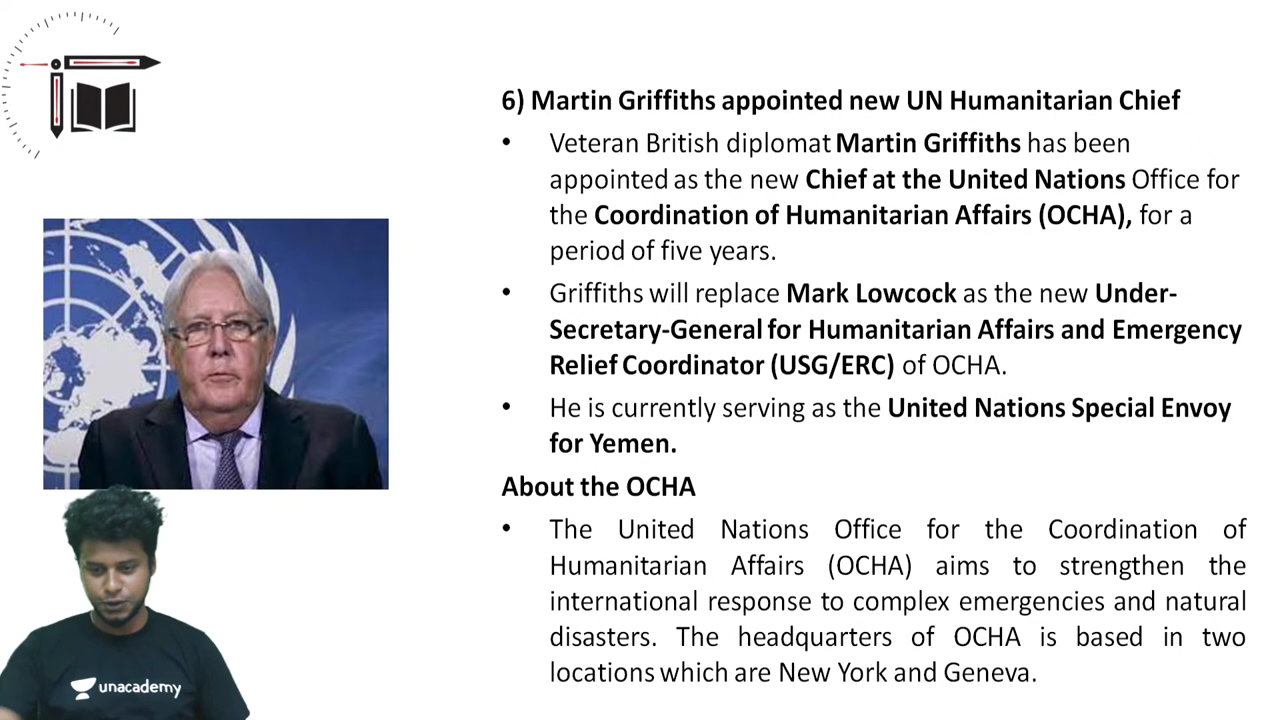 6) Martin Griffiths appointed new UN Humanitarian Chief
• Veteran British diplomat Martin Griffiths has been
appointed as the new Chief at the United Nations Office for
the Coordination of Humanitarian Affairs (OCHA), for a
period of five years.
• Griffiths will replace Mark Lowcock as the new Under-
Secretary-General for Humanitarian Affairs and Emergency
Relief Coordinator (USG/ERC) of OCHA.
• He is currently serving as the United Nations Special Envoy
for Yemen.
About the OCHA
• The United Nations Office for the Coordination of
Humanitarian Affairs (OCHA) aims to strengthen the
international response to complex emergencies and natural
disasters. The headquarters of OCHA is based in two
locations which are New York and Geneva.
unacademy